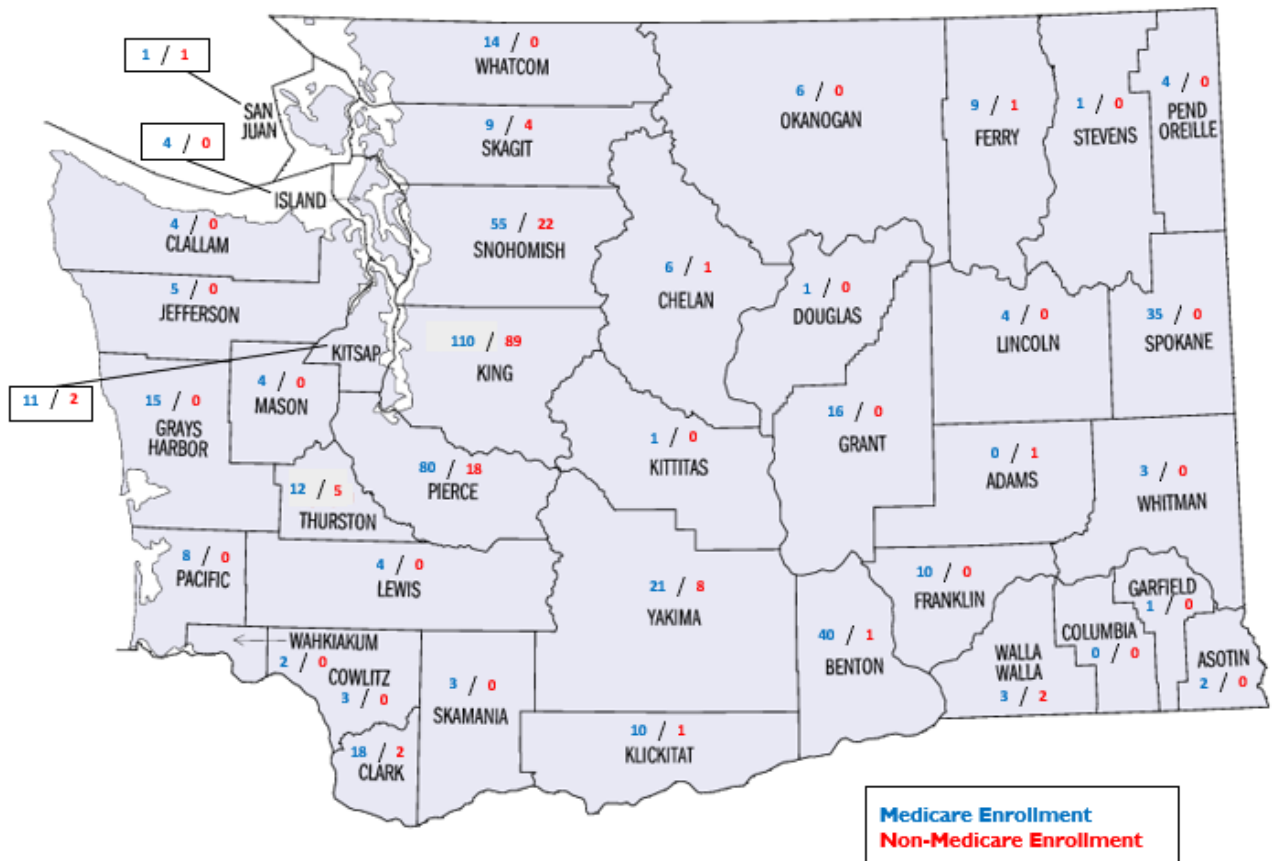 14 / 0
WHATCOM
1 / 1
SAN
JUAN
6 / 0
OKANOGAN
9 / 1
FERRY
1 / 0
STEVENS
4 / 0
PEND
OREILLE
9 / 4
SKAGIT
4 / 0
ISLAND
4 / 0
CLALLAM
55 / 22
SNOHOMISH
6 / 1
CHELAN
1 / 0
DOUGLAS
5 / 0
JEFFERSON
4 / 0
LINCOLN
35 / 0
SPOKANE
110 / 89
KING
KITSAP
11 / 2
4 / 0
MASON
15 / 0
GRAYS
HARBOR
16 / 0
GRANT
1 / 0
KITTITAS
80 / 18
PIERCE
0 / 1
ADAMS
3 / 0
WHITMAN
12 / 5
THURSTON
8 / 0
PACIFIC
4 / 0
LEWIS
21 / 8
YAKIMA
10 / 0
FRANKLIN
GARFIELD
1 / 0
40 / 1
BENTON
COLUMBIA
0 / 0
WALLA
WALLA
3 / 2
ASOTIN
2 / 0
WAHKIAKUM
2 / 0
COWLITZ
3 / 0
3 / 0
SKAMANIA
10 / 1
KLICKITAT
18 / 2
CLARK
Medicare Enrollment
Non-Medicare Enrollment